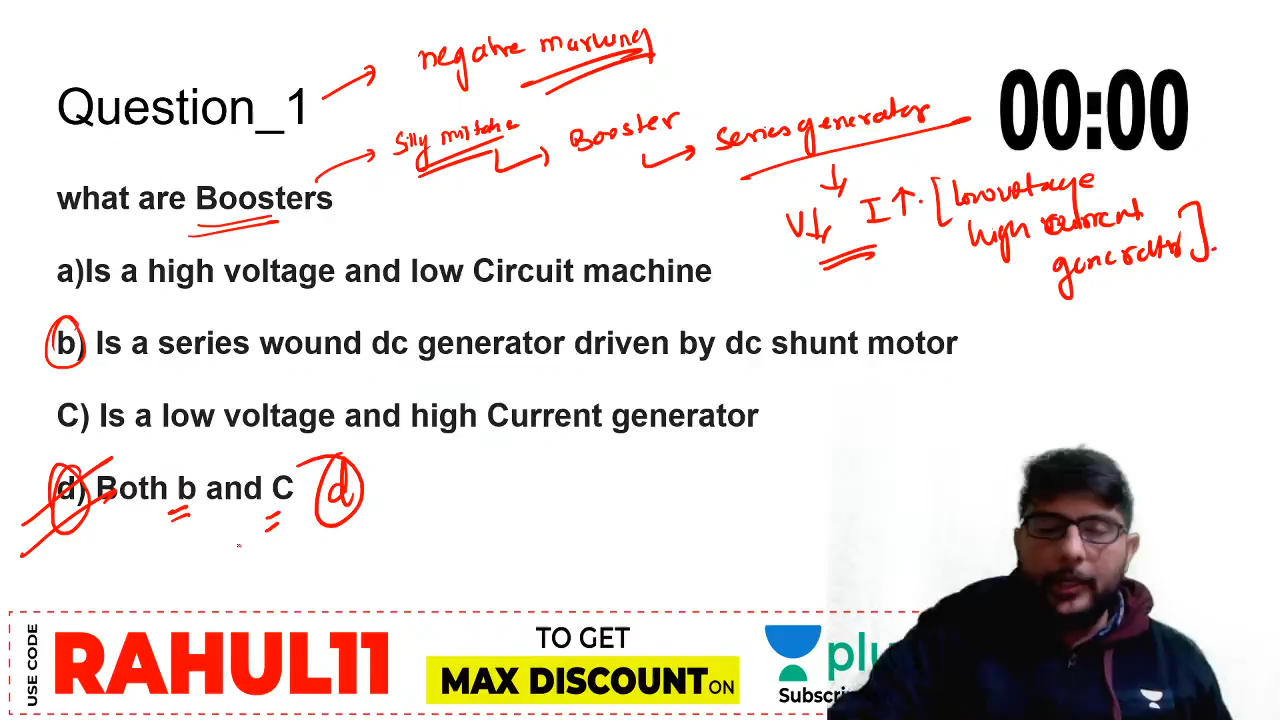 negative marking
Question_1
00:00
Silly mistake
Booster
Series generator
what are Boosters
V↓ I↑. [low votage
high current
generator].
a)Is a high voltage and low Circuit machine
b) Is a series wound dc generator driven by dc shunt motor
C) Is a low voltage and high Current generator
d) Both b and C
d
USE CODE
RAHUL11
TO GET
MAX DISCOUNT ON
plu
Subscri